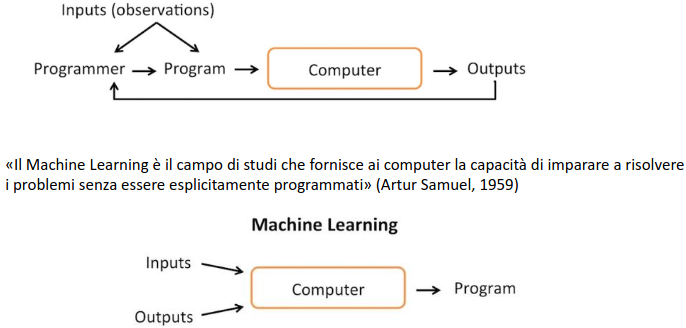 Inputs (observations)
Programmer
Program
Computer
Outputs
«Il Machine Learning è il campo di studi che fornisce ai computer la capacità di imparare a risolvere
i problemi senza essere esplicitamente programmati» (Artur Samuel, 1959)
Machine Learning
Inputs
Computer
Program
Outputs